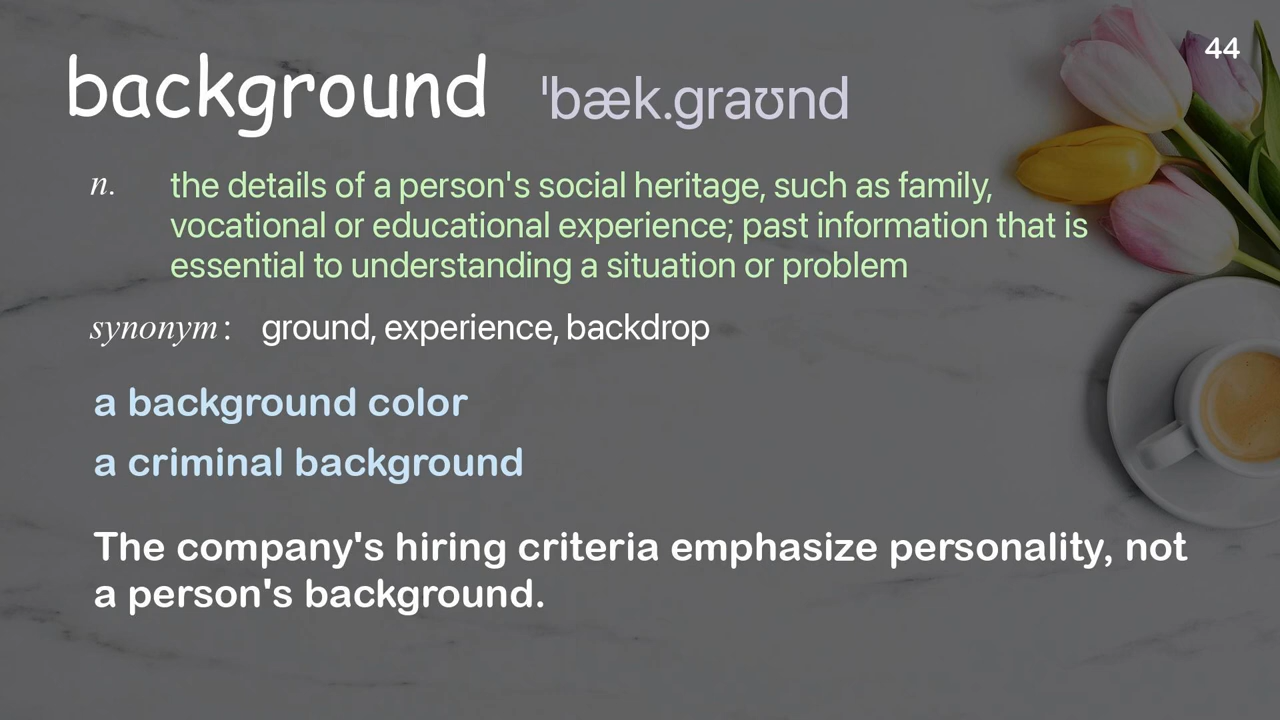 44
background ˈbæk.graʊnd
n. the details of a person's social heritage, such as family,
vocational or educational experience; past information that is
essential to understanding a situation or problem
synonym: ground, experience, backdrop
a background color
a criminal background
The company's hiring criteria emphasize personality, not
a person's background.